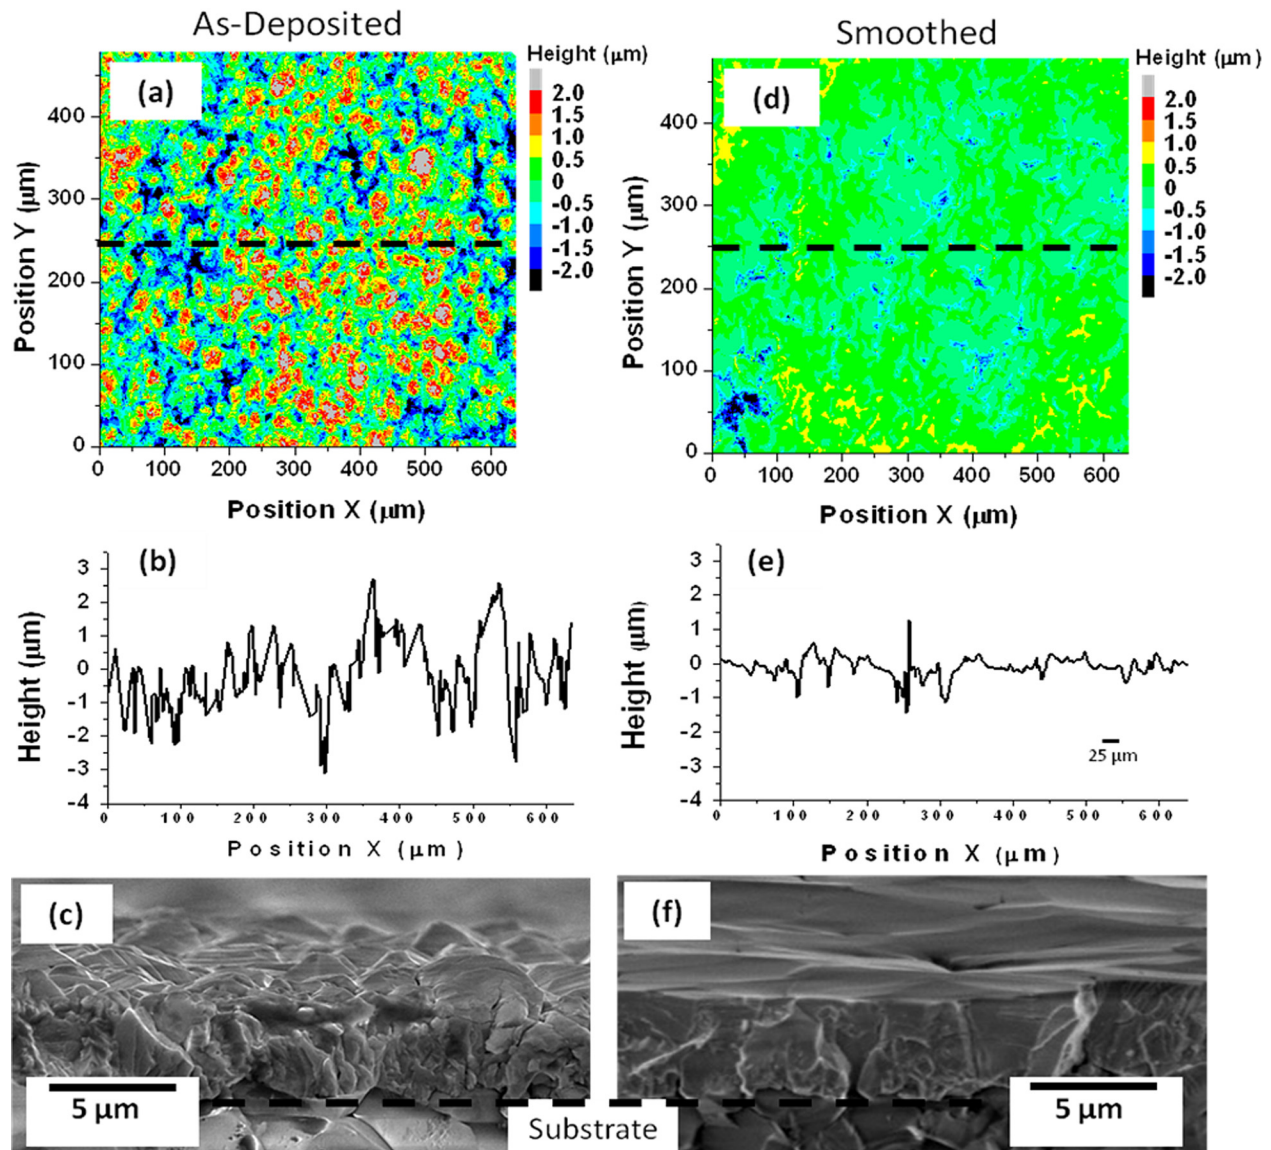 As-Deposited
Smoothed
Height (μm)
(a)
2.0
1.5
1.0
0.5
0
-0.5
-1.0
-1.5
-2.0
Position Y (μm)
400
300
200
100
0
0 100 200 300 400 500 600
Position X (μm)
Height (μm)
(d)
2.0
1.5
1.0
0.5
0
-0.5
-1.0
-1.5
-2.0
Position Y (μm)
400
300
200
100
0
0 100 200 300 400 500 600
Position X (μm)
(b)
Height (μm)
3
2
1
0
-1
-2
-3
-4
0 100 200 300 400 500 600
Position X (μm)
(e)
Height (μm)
3
2
1
0
-1
-2
-3
-4
25 μm
0 100 200 300 400 500 600
Position X (μm)
(c)
5 μm
(f)
5 μm
Substrate